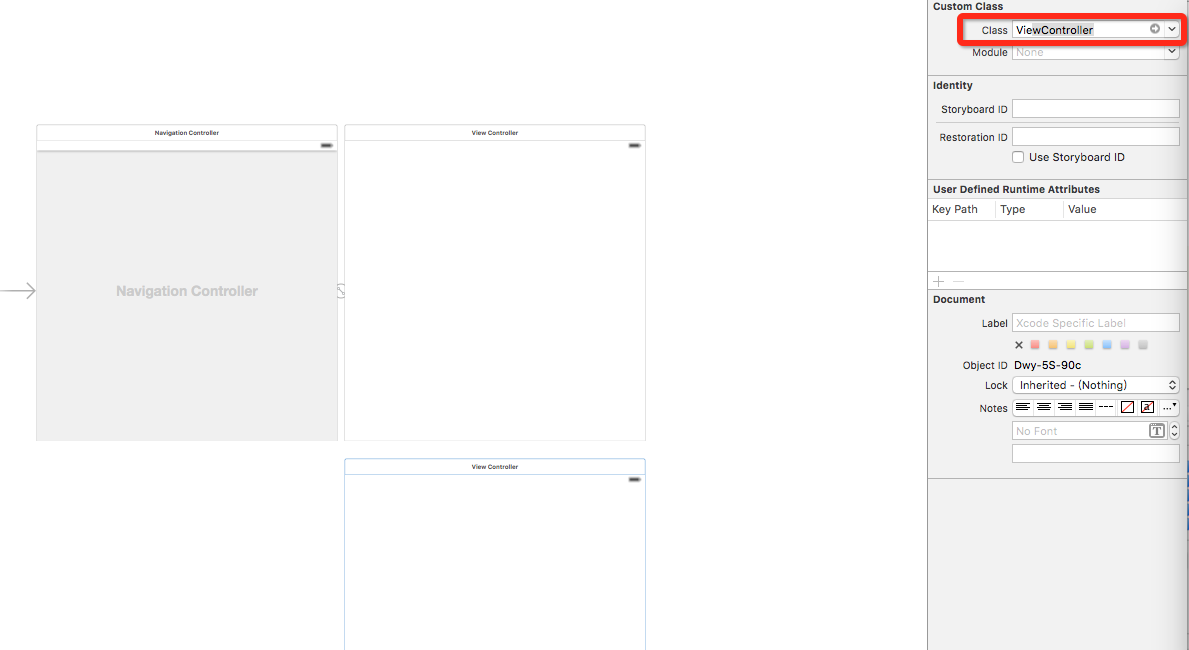 Navigation Controller
Navigation Controller
View Controller
View Controller
Custom Class
Class ViewController
Module None
Identity
Storyboard ID
Restoration ID
Use Storyboard ID
User Defined Runtime Attributes
Key Path Type Value
Document
Label Xcode Specific Label
Object ID Dwy-5S-90c
Lock Inherited - (Nothing)
Notes
No Font T